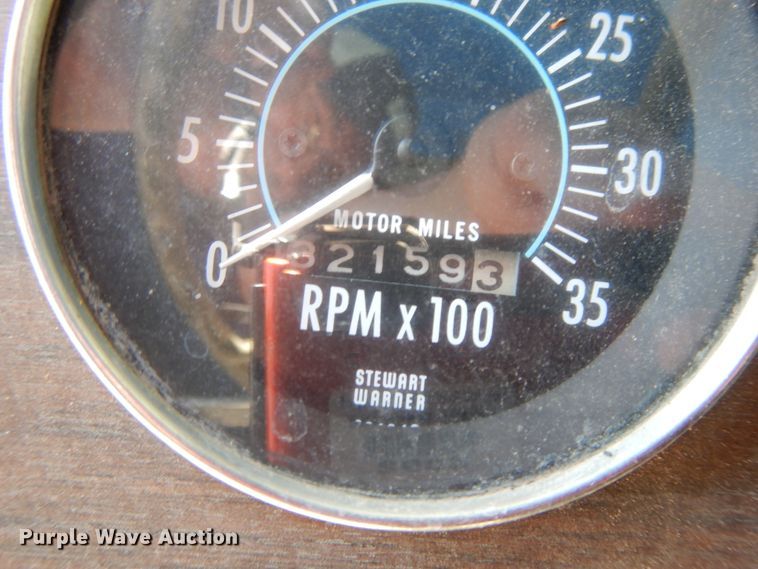 10
25
5
30
MOTOR MILES
0
321593
35
RPM x 100
STEWART
WARNER
Purple Wave Auction